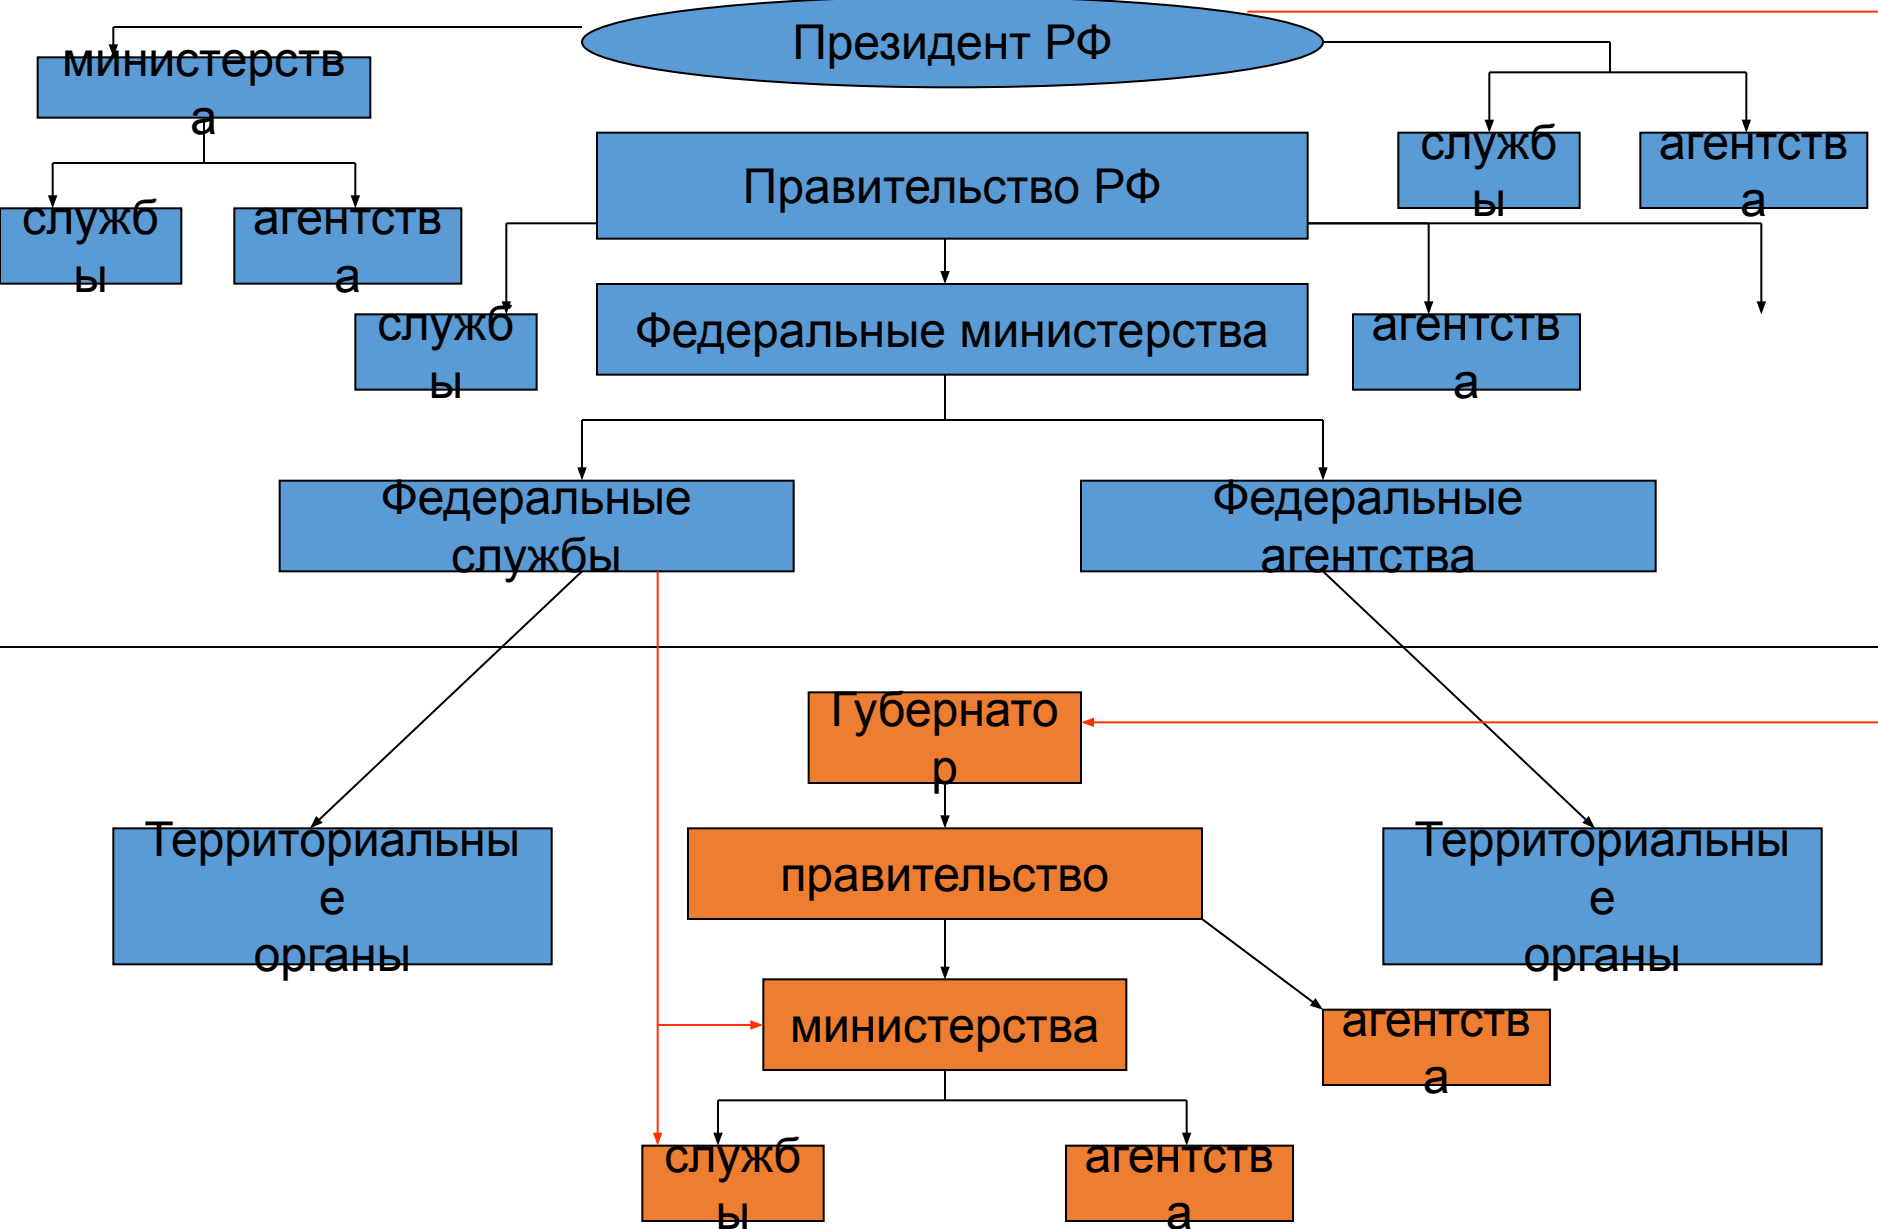 Президент РФ
министерств
а
служб
ы
агентств
а
Правительство РФ
служб
ы
агентств
а
служб
ы
Федеральные министерства
агентств
а
Федеральные
службы
Федеральные
агентства
Губернато
р
Территориальны
е
органы
правительство
Территориальны
е
органы
министерства
агентств
а
служб
ы
агентств
а